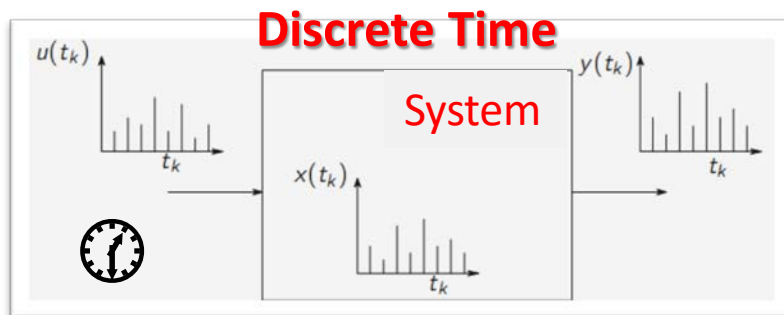 Discrete Time
u(t_k)
t_k
System
x(t_k)
t_k
y(t_k)
t_k